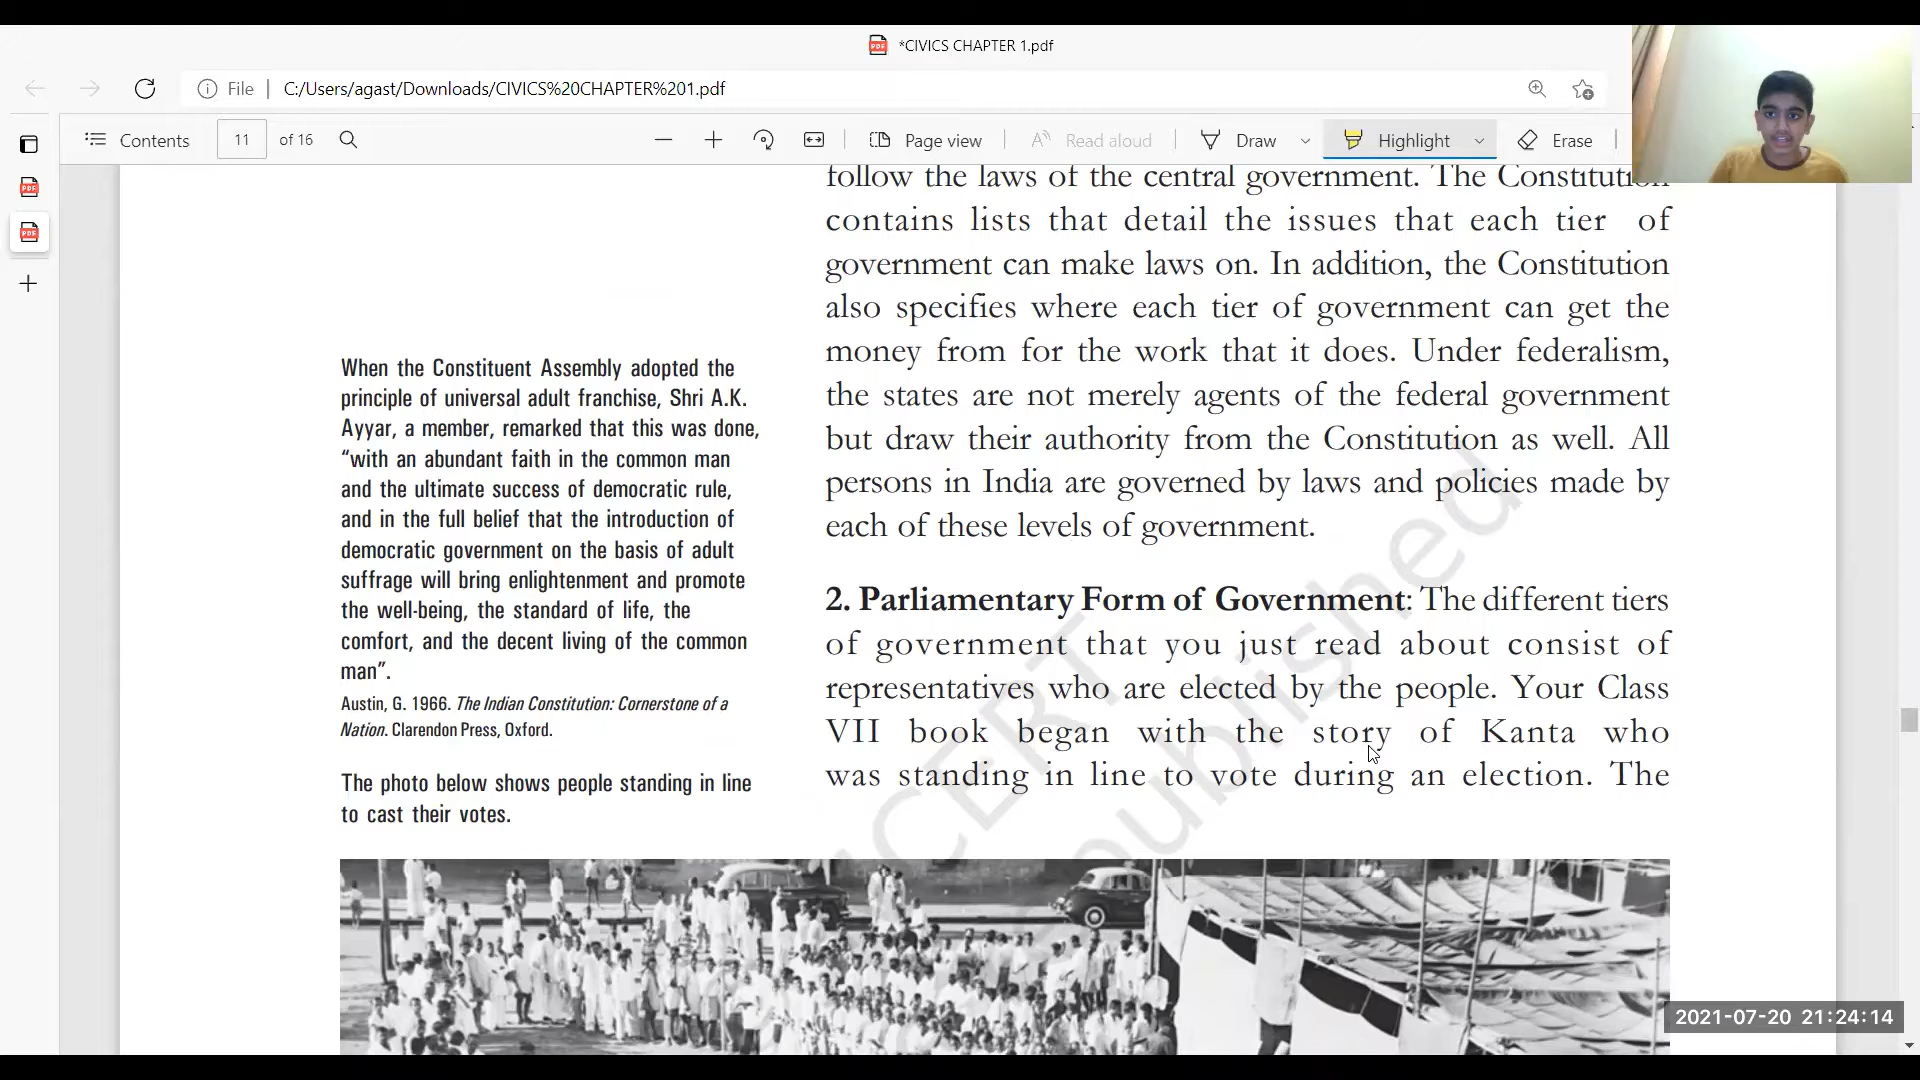 *CIVICS CHAPTER 1.pdf
File
C:/Users/agast/Downloads/CIVICS%20CHAPTER%201.pdf
Contents
11
of 16
Page view
Read aloud
Draw
Highlight
Erase
follow the laws of the central government. The Constitution
contains lists that detail the issues that each tier of
government can make laws on. In addition, the Constitution
also specifies where each tier of government can get the
money from for the work that it does. Under federalism,
the states are not merely agents of the federal government
but draw their authority from the Constitution as well. All
persons in India are governed by laws and policies made by
each of these levels of government.
2. Parliamentary Form of Government: The different tiers
of government that you just read about consist of
representatives who are elected by the people. Your Class
VII book began with the story of Kanta who
was standing in line to vote during an election. The
When the Constituent Assembly adopted the
principle of universal adult franchise, Shri A.K.
Ayyar, a member, remarked that this was done,
“with an abundant faith in the common man
and the ultimate success of democratic rule,
and in the full belief that the introduction of
democratic government on the basis of adult
suffrage will bring enlightenment and promote
the well-being, the standard of life, the
comfort, and the decent living of the common
man”.
Austin, G. 1966. The Indian Constitution: Cornerstone of a
Nation. Clarendon Press, Oxford.
The photo below shows people standing in line
to cast their votes.
2021-07-20 21:24:14